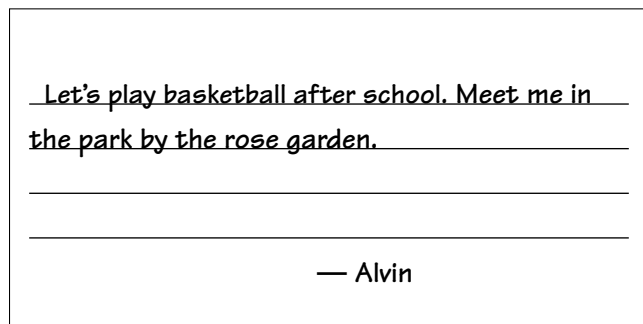 Let's play basketball after school. Meet me in
the park by the rose garden.
— Alvin